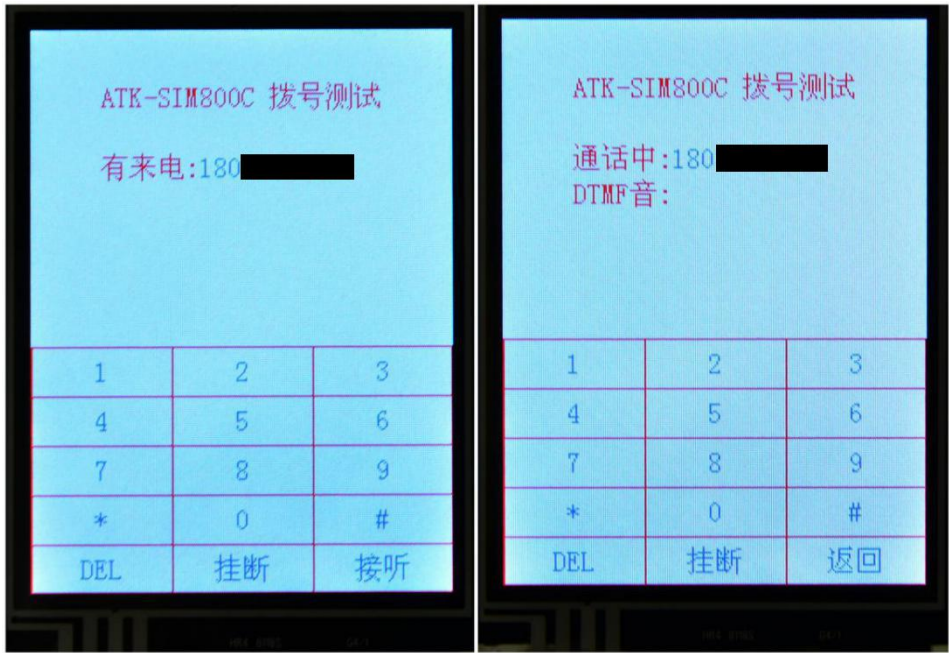 ATK-SIM800C 拨号测试
有来电:180
1 2 3
4 5 6
7 8 9
* 0 #
DEL 挂断 接听
ATK-SIM800C 拨号测试
通话中:180
DTMF音:
1 2 3
4 5 6
7 8 9
* 0 #
DEL 挂断 返回